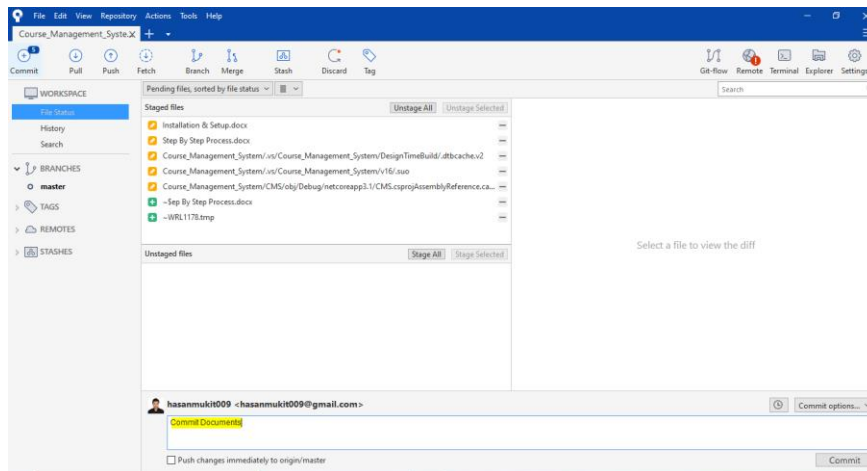 File Edit View Repository Actions Tools Help
Course_Management_Syste.
5
Commit Pull Push Fetch Branch Merge Stash Discard Tag Git-flow Remote Terminal Explorer Settings
WORKSPACE
File Status
History
Search
BRANCHES
master
TAGS
REMOTES
STASHES
Pending files, sorted by file status
Search
Staged files Unstage All Unstage Selected
Installation & Setup.docx
Step By Step Process.docx
Course_Management_System/.vs/Course_Management_System/DesignTimeBuild/.dtbcache.v2
Course_Management_System/.vs/Course_Management_System/v16/.suo
Course_Management_System/CMS/obj/Debug/netcoreapp3.1/CMS.csprojAssemblyReference.ca...
~$ep By Step Process.docx
~WRL1178.tmp
Unstaged files Stage All Stage Selected
Select a file to view the diff
hasanmukit009 <hasanmukit009@gmail.com>
Commit options...
Commit Documents
Push changes immediately to origin/master
Commit